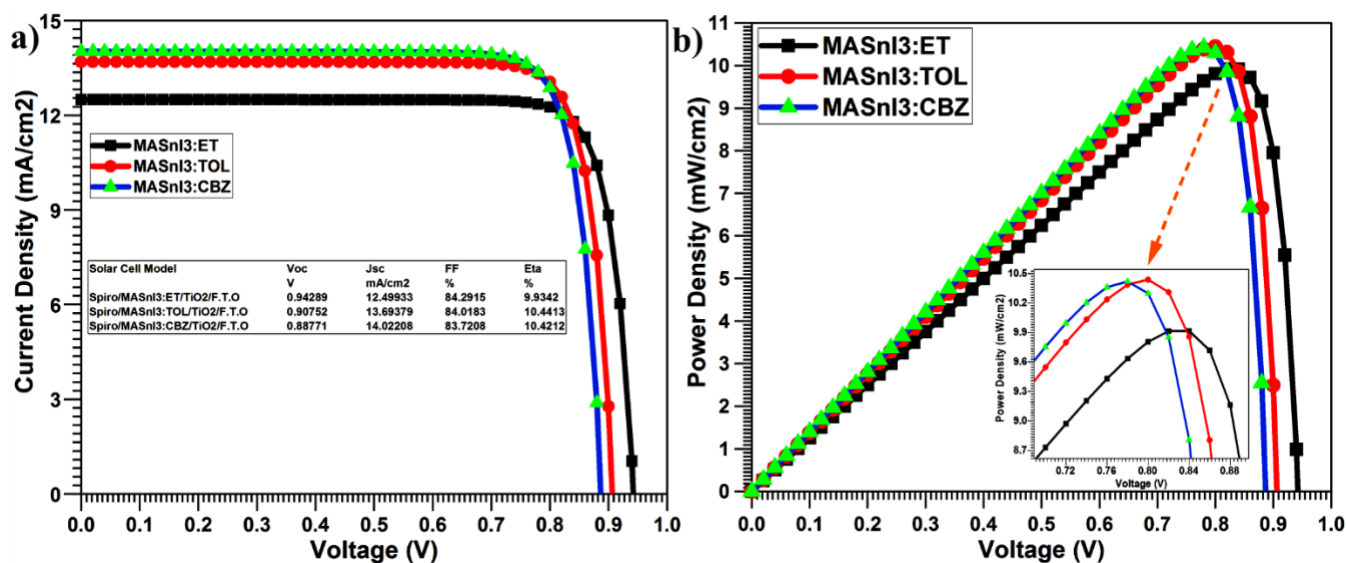 a)
Current Density (mA/cm2)
15
12
9
6
3
0
MASnI3:ET
MASnI3:TOL
MASnI3:CBZ
Solar Cell Model Voc Jsc FF Eta
V mA/cm2 % %
Spiro/MASnI3:ET/TiO2/F.T.O 0.94289 12.49933 84.2915 9.9342
Spiro/MASnI3:TOL/TiO2/F.T.O 0.90752 13.69379 84.0183 10.4413
Spiro/MASnI3:CBZ/TiO2/F.T.O 0.88771 14.02208 83.7208 10.4212
0.0 0.1 0.2 0.3 0.4 0.5 0.6 0.7 0.8 0.9 1.0
Voltage (V)
b)
Power Density (mW/cm2)
11
10
9
8
7
6
5
4
3
2
1
0
MASnI3:ET
MASnI3:TOL
MASnI3:CBZ
Power Density (mW/cm2)
10.5
10.2
9.9
9.6
9.3
9.0
8.7
0.72 0.76 0.80 0.84 0.88
Voltage (V)
0.0 0.1 0.2 0.3 0.4 0.5 0.6 0.7 0.8 0.9 1.0
Voltage (V)